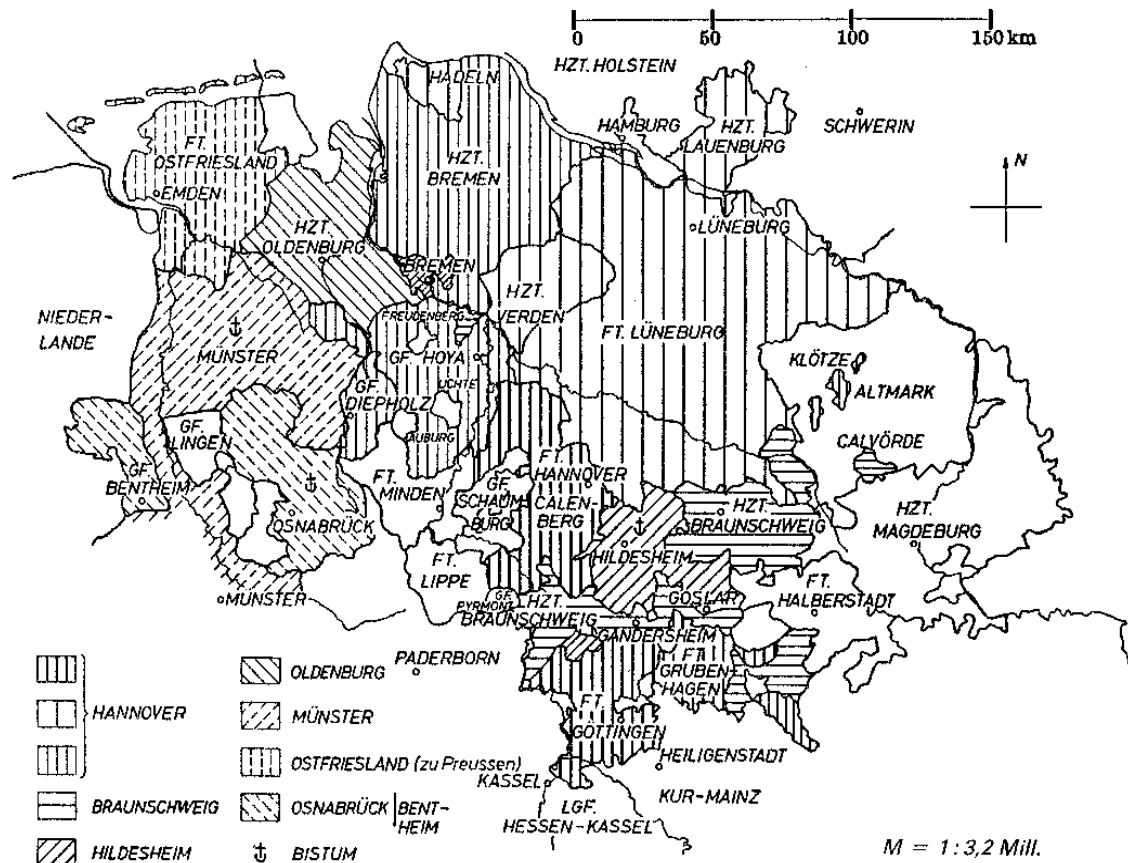 0 50 100 150 km
HZT. HOLSTEIN
HADELN
HAMBURG
HZT.
LAUENBURG
SCHWERIN
N
FT.
OSTFRIESLAND
EMDEN
HZT.
BREMEN
LÜNEBURG
HZT.
OLDENBURG
BREMEN
HZT.
VERDEN
FT. LÜNEBURG
NIEDER-
LANDE
MÜNSTER
FREUDENBERG
GF. HOYA
UCHTE
GF.
DIEPHOLZ
AUBURG
KLÖTZE
ALTMARK
CALVÖRDE
GF.
LINGEN
GF.
BENTHEIM
OSNABRÜCK
FT.
MINDEN
GF.
SCHAUM-
BURG
FT.
HANNOVER
CALEN-
BERG
HZT.
BRAUNSCHWEIG
HZT.
MAGDEBURG
HILDESHEIM
FT.
LIPPE
MÜNSTER
GF.
PYRMONT
HZT.
BRAUNSCHWEIG
GOSLAR
GANDERSHEIM
FT.
HALBERSTADT
PADERBORN
FT.
GRUBEN-
HAGEN
FT.
GÖTTINGEN
HEILIGENSTADT
KASSEL
KUR-MAINZ
LGF.
HESSEN-KASSEL
HANNOVER
BRAUNSCHWEIG
HILDESHEIM
OLDENBURG
MÜNSTER
OSTFRIESLAND (zu Preussen)
OSNABRÜCK BENT-
HEIM
BISTUM
M = 1:3,2 Mill.